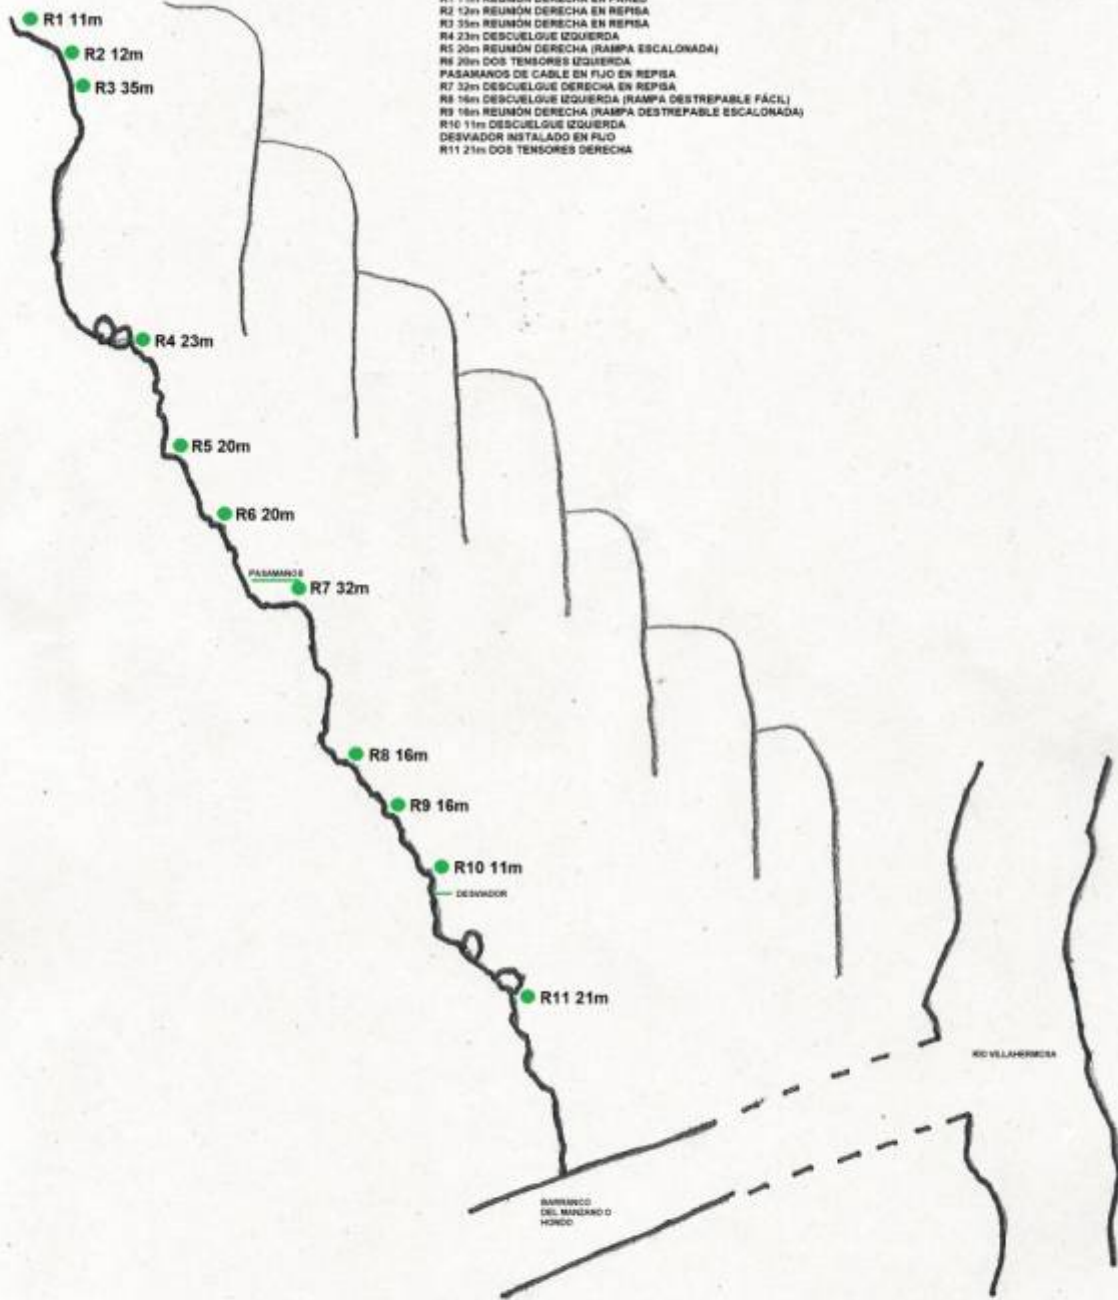 R2 12m REUNIÓN DERECHA EN REPISA
R3 35m REUNIÓN DERECHA EN REPISA
R4 23m DESCUELGUE IZQUIERDA
R5 20m REUNIÓN DERECHA (RAMPA ESCALONADA)
R6 20m DOS TENSORES IZQUIERDA
PASAMANOS DE CABLE EN FIJO EN REPISA
R7 32m DESCUELGUE DERECHA EN REPISA
R8 16m DESCUELGUE IZQUIERDA (RAMPA DESTREPABLE FÁCIL)
R9 16m REUNIÓN DERECHA (RAMPA DESTREPABLE ESCALONADA)
R10 11m DESCUELGUE IZQUIERDA
DESVIADOR INSTALADO EN FIJO
R11 21m DOS TENSORES DERECHA
R1 11m
R2 12m
R3 35m
R4 23m
R5 20m
R6 20m
PASAMANOS
R7 32m
R8 16m
R9 16m
R10 11m
DESVIADOR
R11 21m
RIO VILLAHERMOSA
BARRANCO
DEL MANZANO O
HONDO